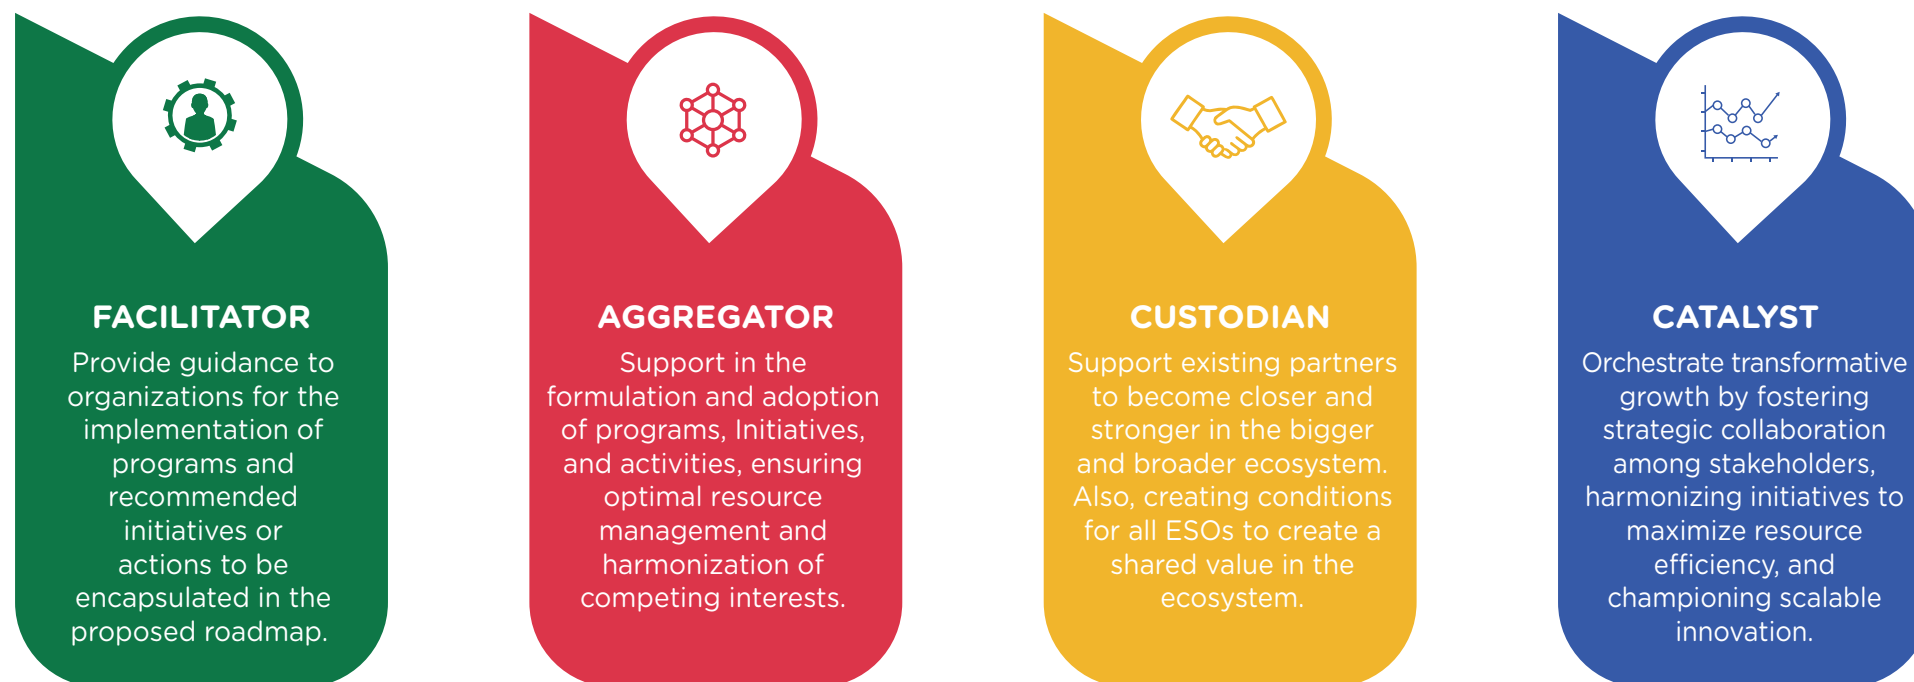 FACILITATOR
Provide guidance to
organizations for the
implementation of
programs and
recommended
initiatives or
actions to be
encapsulated in the
proposed roadmap.
AGGREGATOR
Support in the
formulation and adoption
of programs, Initiatives,
and activities, ensuring
optimal resource
management and
harmonization of
competing interests.
CUSTODIAN
Support existing partners
to become closer and
stronger in the bigger
and broader ecosystem.
Also, creating conditions
for all ESOs to create a
shared value in the
ecosystem.
CATALYST
Orchestrate transformative
growth by fostering
strategic collaboration
among stakeholders,
harmonizing initiatives to
maximize resource
efficiency, and
championing scalable
innovation.